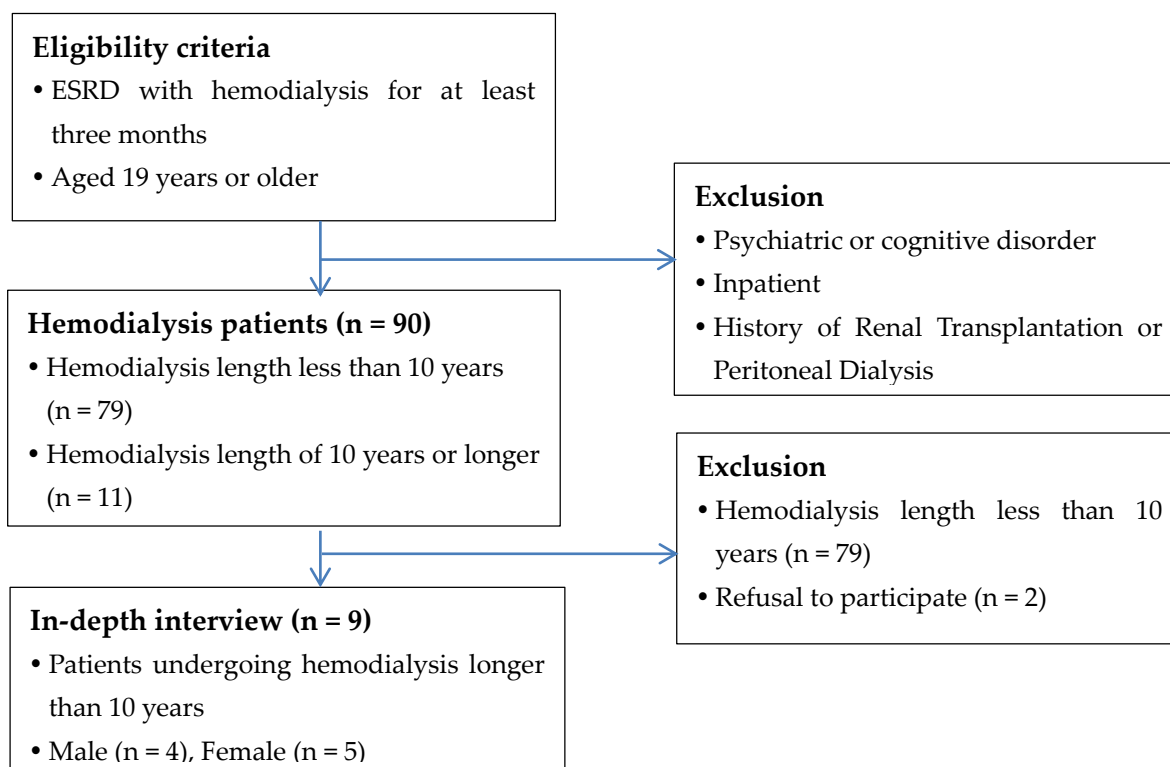 Eligibility criteria
• ESRD with hemodialysis for at least
three months
• Aged 19 years or older
Exclusion
• Psychiatric or cognitive disorder
• Inpatient
• History of Renal Transplantation or
Peritoneal Dialysis
Hemodialysis patients (n = 90)
• Hemodialysis length less than 10 years
(n = 79)
• Hemodialysis length of 10 years or longer
(n = 11)
Exclusion
• Hemodialysis length less than 10
years (n = 79)
• Refusal to participate (n = 2)
In-depth interview (n = 9)
• Patients undergoing hemodialysis longer
than 10 years
• Male (n = 4), Female (n = 5)